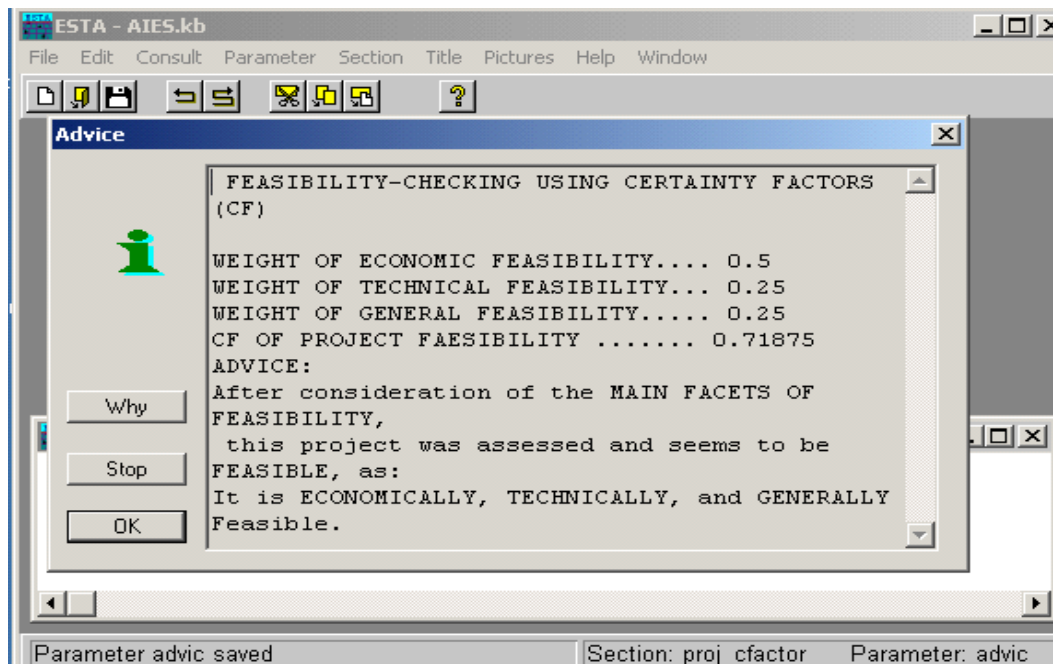 ESTA - AIES.kb
File Edit Consult Parameter Section Title Pictures Help Window
Advice
FEASIBILITY-CHECKING USING CERTAINTY FACTORS
(CF)
WEIGHT OF ECONOMIC FEASIBILITY.... 0.5
WEIGHT OF TECHNICAL FEASIBILITY... 0.25
WEIGHT OF GENERAL FEASIBILITY..... 0.25
CF OF PROJECT FAESIBILITY ....... 0.71875
ADVICE:
After consideration of the MAIN FACETS OF
FEASIBILITY,
this project was assessed and seems to be
FEASIBLE, as:
It is ECONOMICALLY, TECHNICALLY, and GENERALLY
Feasible.
Why
Stop
OK
Parameter advic saved
Section: proj_cfactor Parameter: advic